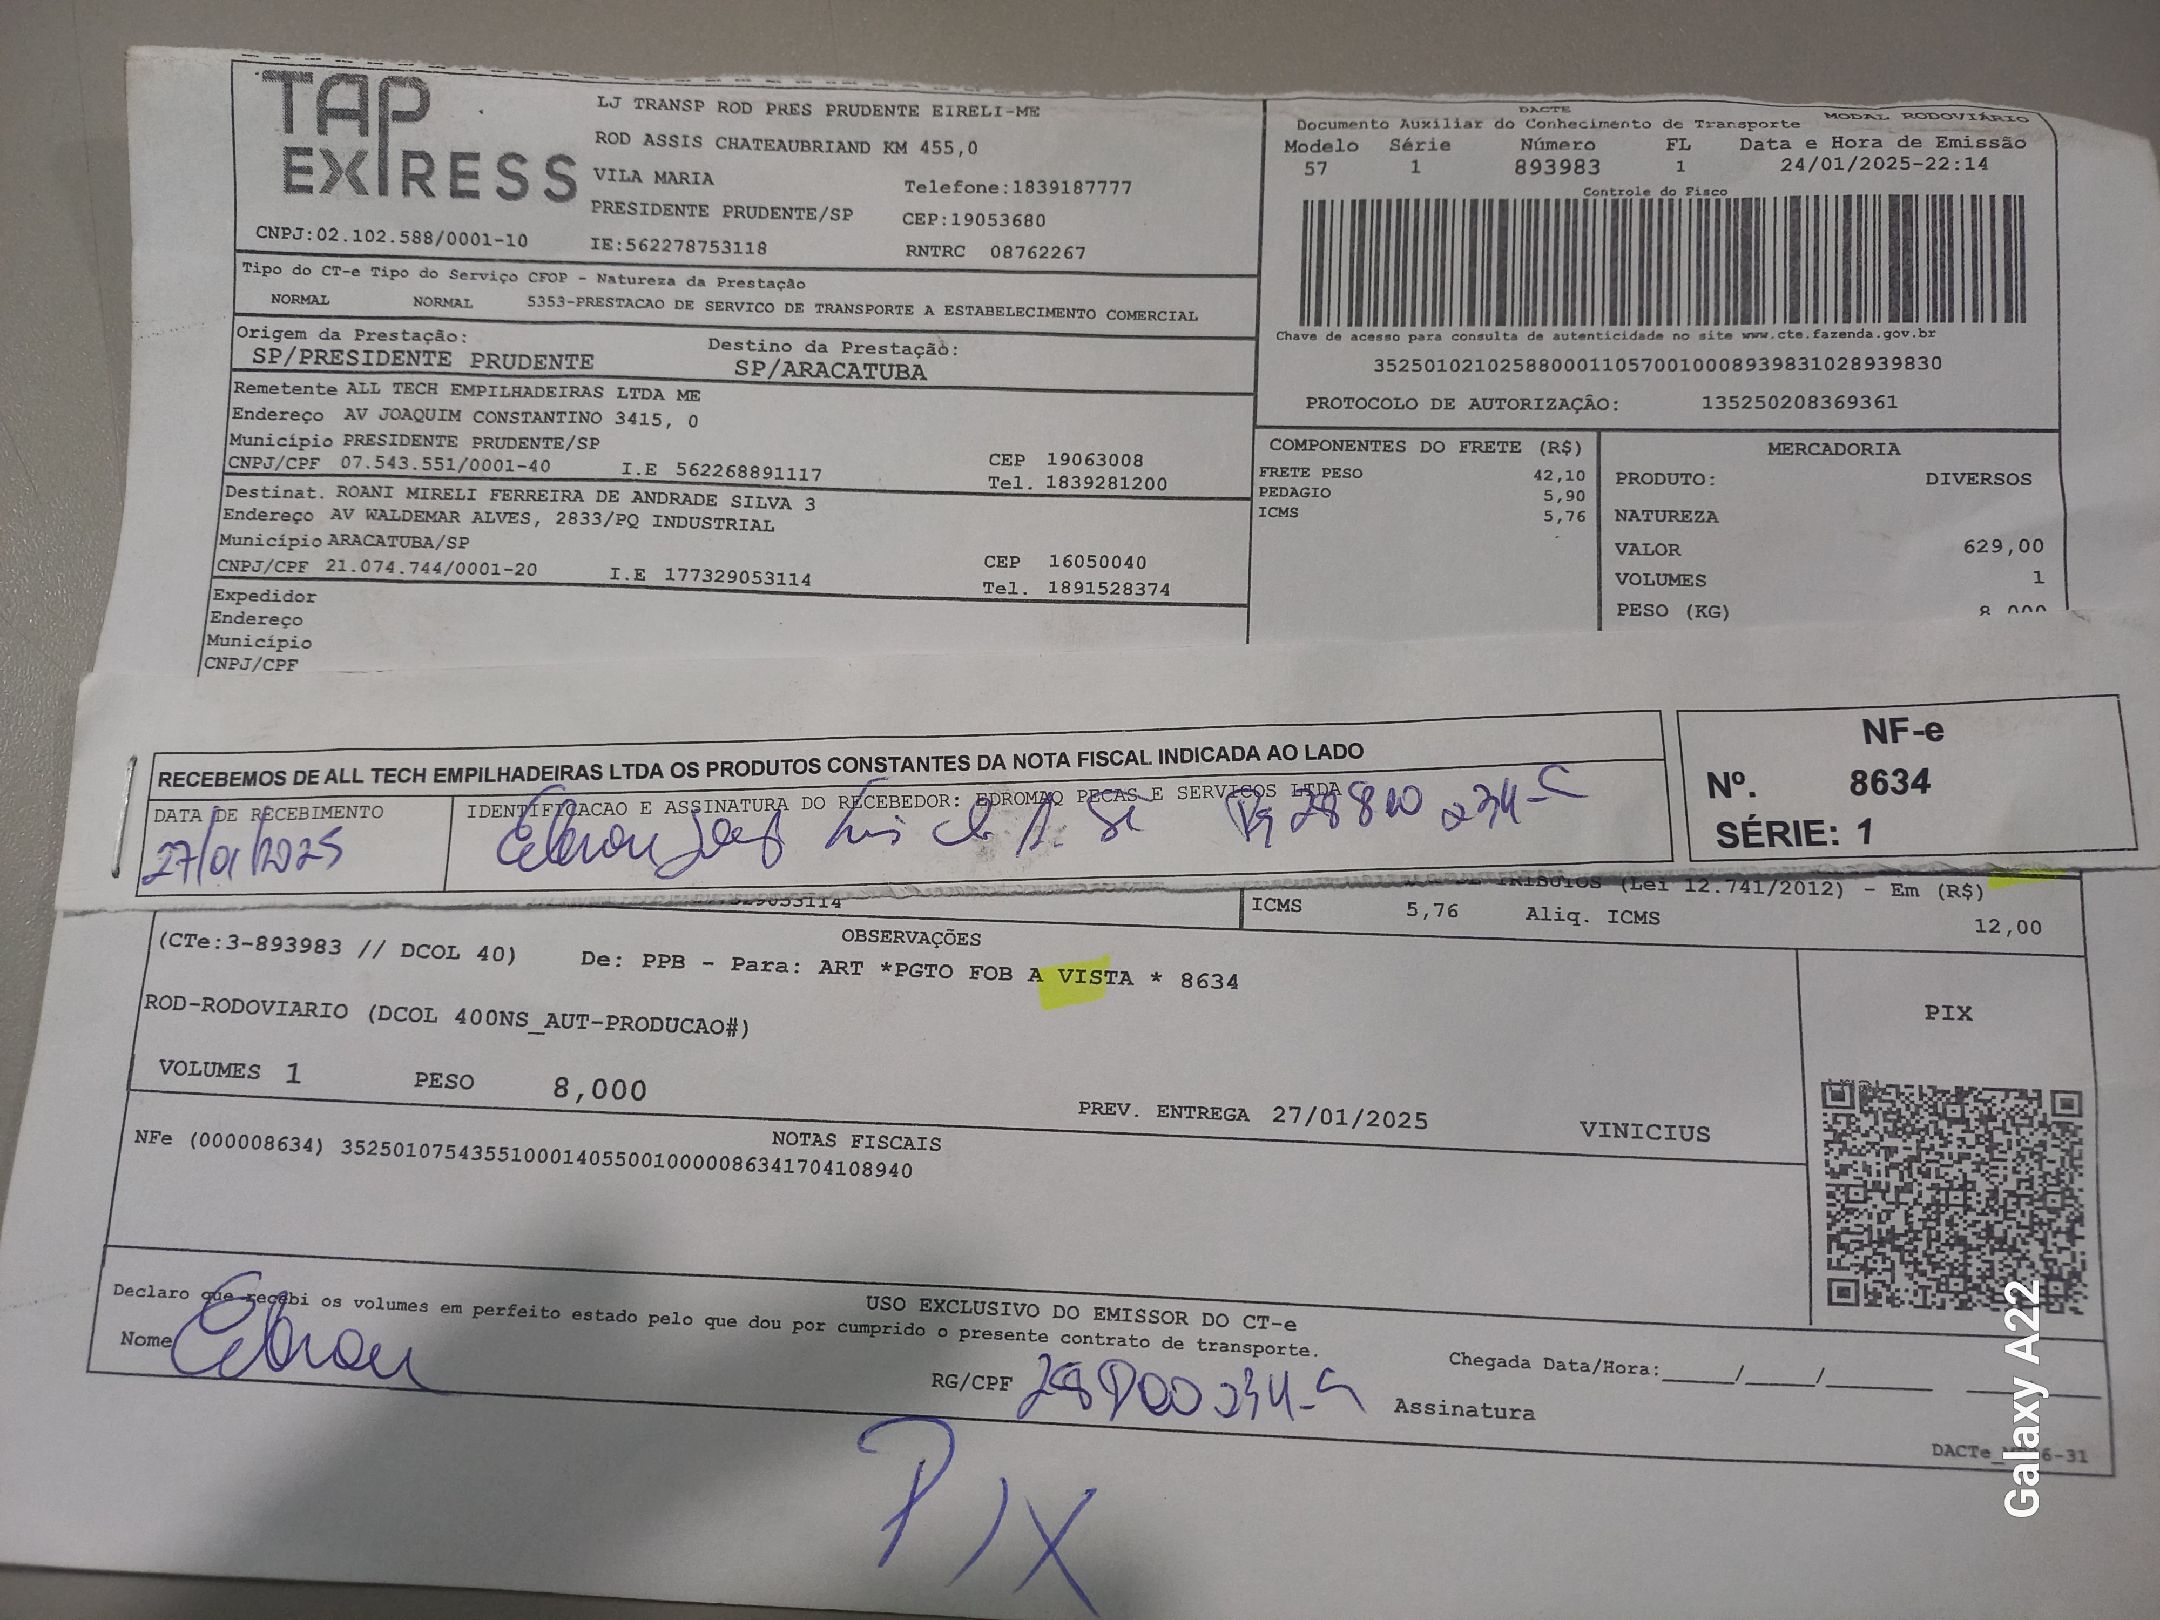 TAP
EXPRESS
LJ TRANSP ROD PRES PRUDENTE EIRELI-ME
ROD ASSIS CHATEAUBRIAND KM 455,0
VILA MARIA
Telefone:1839187777
PRESIDENTE PRUDENTE/SP
CEP:19053680
CNPJ:02.102.588/0001-10
IE:562278753118
RNTRC 08762267
DACTE
MODAL RODOVIÁRIO
Documento Auxiliar do Conhecimento de Transporte
Modelo Série Número FL Data e Hora de Emissão
57 1 893983 1 24/01/2025-22:14
Controle do Fisco
Chave de acesso para consulta de autenticidade no site www.cte.fazenda.gov.br
35250102102588000110570010008939831028939830
PROTOCOLO DE AUTORIZAÇÃO: 135250208369361
Tipo do CT-e Tipo do Serviço CFOP - Natureza da Prestação
NORMAL NORMAL 5353-PRESTACAO DE SERVICO DE TRANSPORTE A ESTABELECIMENTO COMERCIAL
Origem da Prestação: Destino da Prestação:
SP/PRESIDENTE PRUDENTE SP/ARACATUBA
Remetente ALL TECH EMPILHADEIRAS LTDA ME
Endereço AV JOAQUIM CONSTANTINO 3415, 0
Município PRESIDENTE PRUDENTE/SP CEP 19063008
CNPJ/CPF 07.543.551/0001-40 I.E 562268891117 Tel. 1839281200
Destinat. ROANI MIRELI FERREIRA DE ANDRADE SILVA 3
Endereço AV WALDEMAR ALVES, 2833/PQ INDUSTRIAL
Município ARACATUBA/SP CEP 16050040
CNPJ/CPF 21.074.744/0001-20 I.E 177329053114 Tel. 1891528374
Expedidor
Endereço
Município
CNPJ/CPF
COMPONENTES DO FRETE (R$)
FRETE PESO 42,10
PEDAGIO 5,90
ICMS 5,76
MERCADORIA
PRODUTO: DIVERSOS
NATUREZA
VALOR 629,00
VOLUMES 1
PESO (KG) 8,000
RECEBEMOS DE ALL TECH EMPILHADEIRAS LTDA OS PRODUTOS CONSTANTES DA NOTA FISCAL INDICADA AO LADO
DATA DE RECEBIMENTO
27/01/2025
IDENTIFICACAO E ASSINATURA DO RECEBEDOR: EDROMAQ PECAS E SERVICOS LTDA
NF-e
Nº. 8634
SÉRIE: 1
TRIBUTOS (Lei 12.741/2012) - Em (R$)
ICMS 5,76 Aliq. ICMS 12,00
OBSERVAÇÕES
(CTe:3-893983 // DCOL 40) De: PPB - Para: ART *PGTO FOB A VISTA * 8634
ROD-RODOVIARIO (DCOL 400NS_AUT-PRODUCAO#)
VOLUMES 1 PESO 8,000
PREV. ENTREGA 27/01/2025 VINICIUS
PIX
NOTAS FISCAIS
NFe (000008634) 35250107543551000140550010000086341704108940
USO EXCLUSIVO DO EMISSOR DO CT-e
Declaro que recebi os volumes em perfeito estado pelo que dou por cumprido o presente contrato de transporte.
Nome
RG/CPF
Assinatura
Chegada Data/Hora:_____/_____/_______
PIX
Galaxy A22